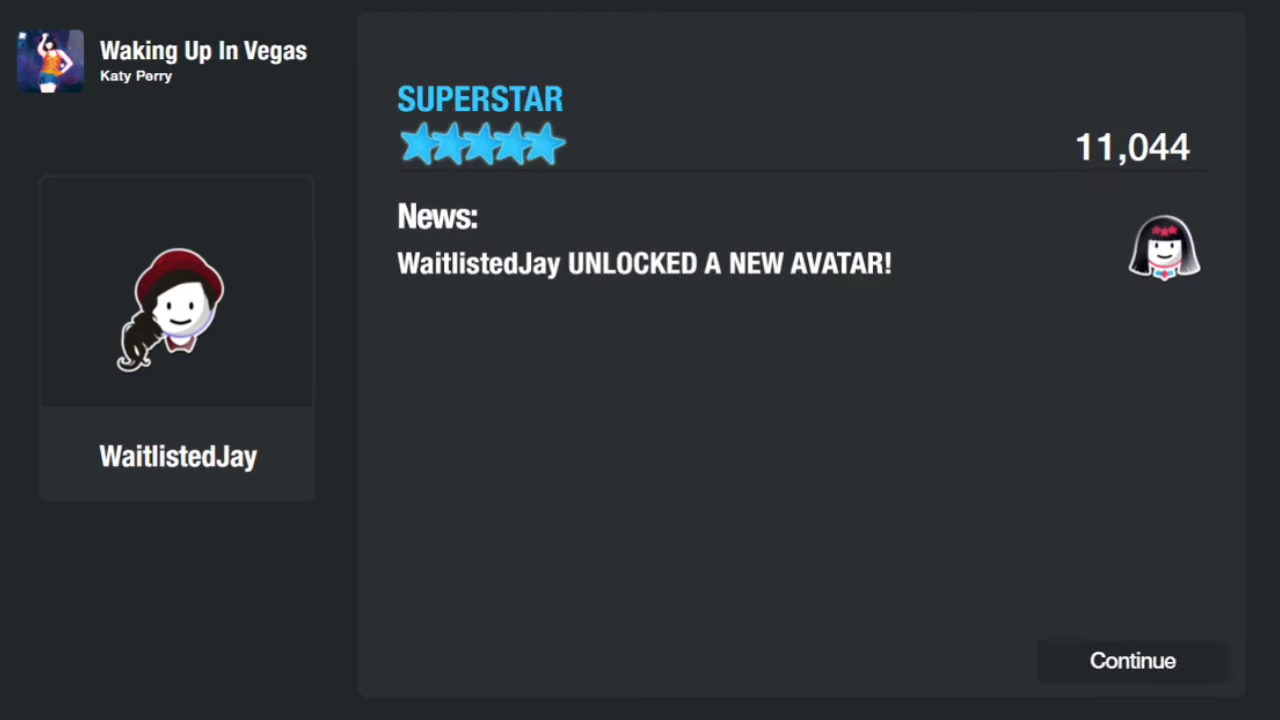 Waking Up In Vegas
Katy Perry
SUPERSTAR
11,044
News:
WaitlistedJay UNLOCKED A NEW AVATAR!
WaitlistedJay
Continue